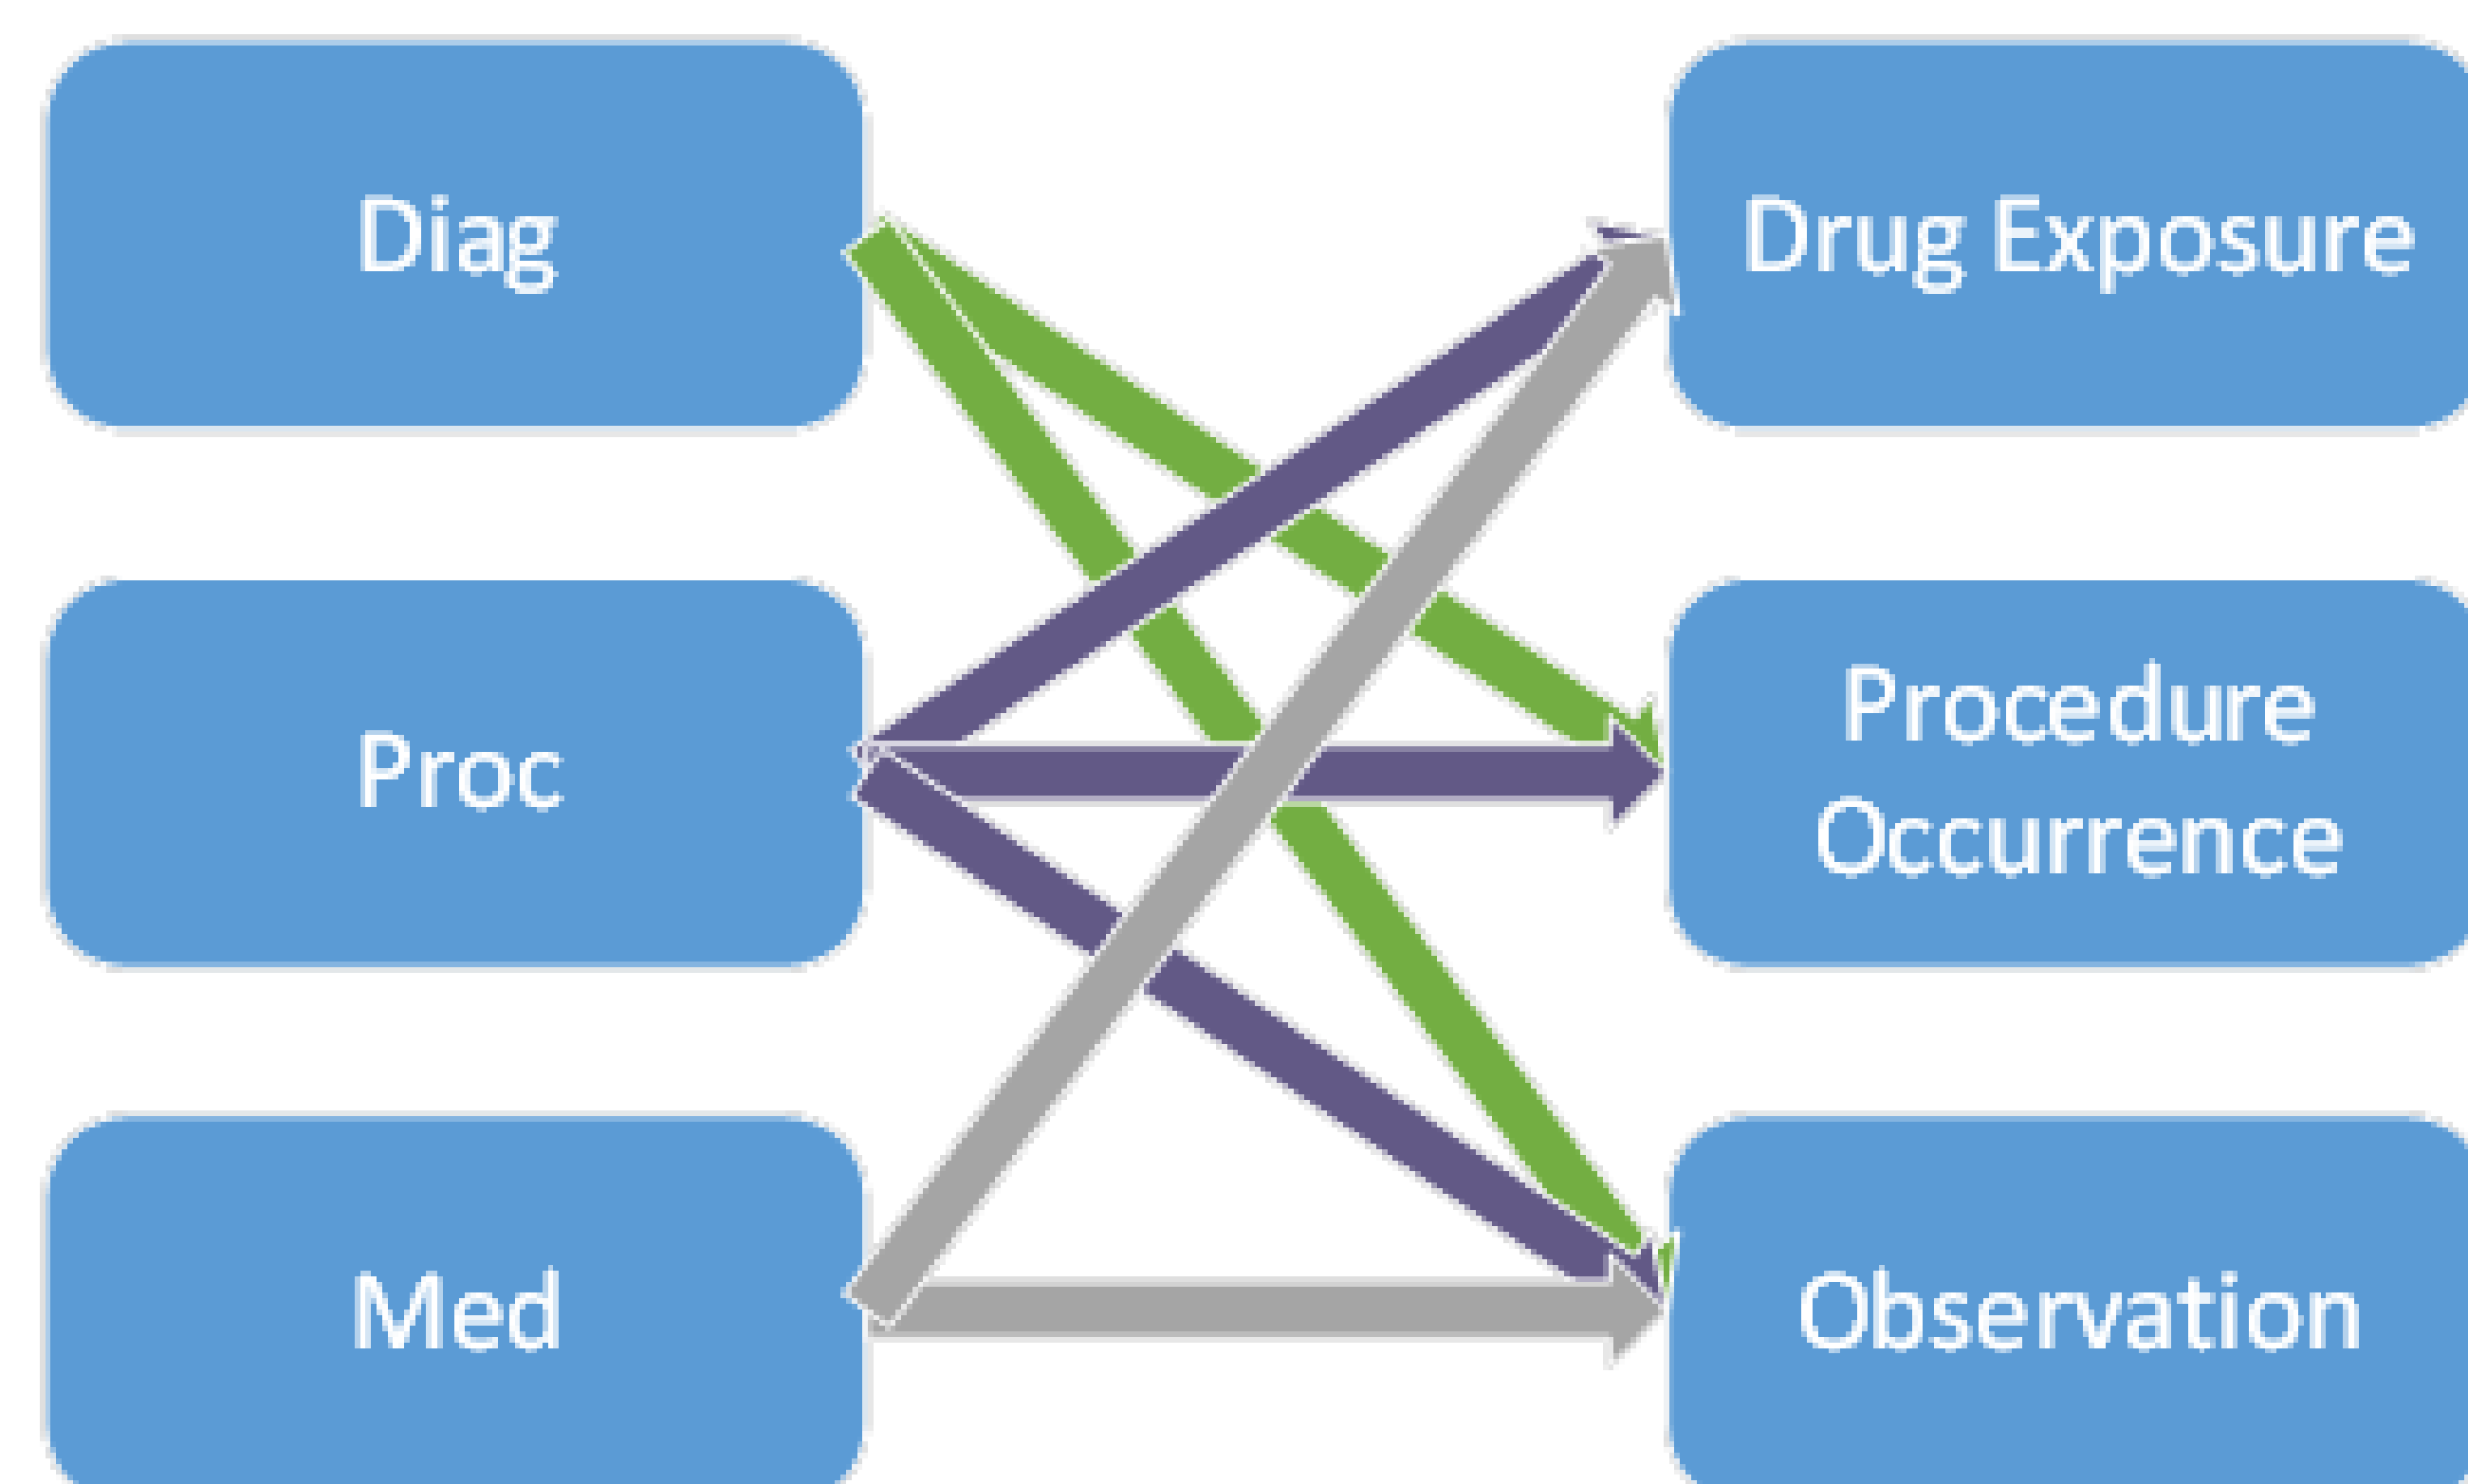 Diag
Drug Exposure
Proc
Procedure
Occurrence
Med
Observation